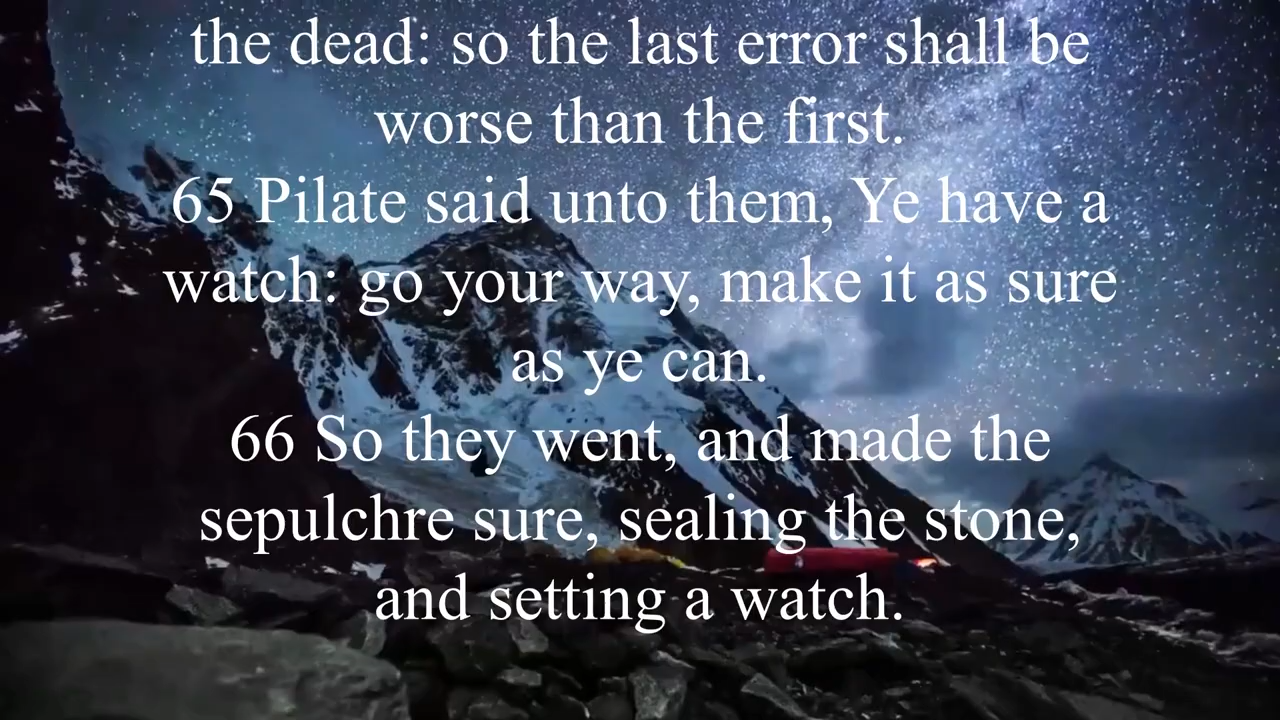 the dead: so the last error shall be
worse than the first.
65 Pilate said unto them, Ye have a
watch: go your way, make it as sure
as ye can.
66 So they went, and made the
sepulchre sure, sealing the stone,
and setting a watch.